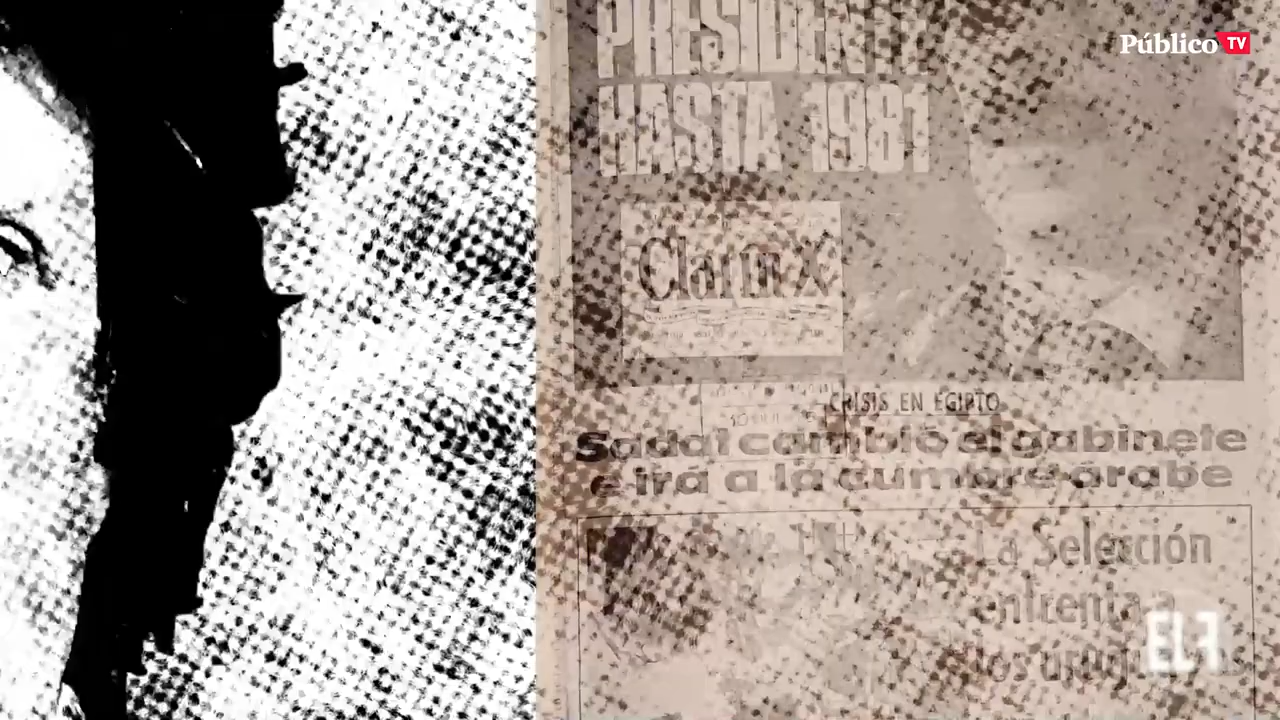 Público TV
PRESIDENTE
HASTA 1981
Clarín X
CRISIS EN EGIPTO
Sadat cambió el gabinete
e irá a la cumbre árabe
La Selección
enfrenta a
los
ELF